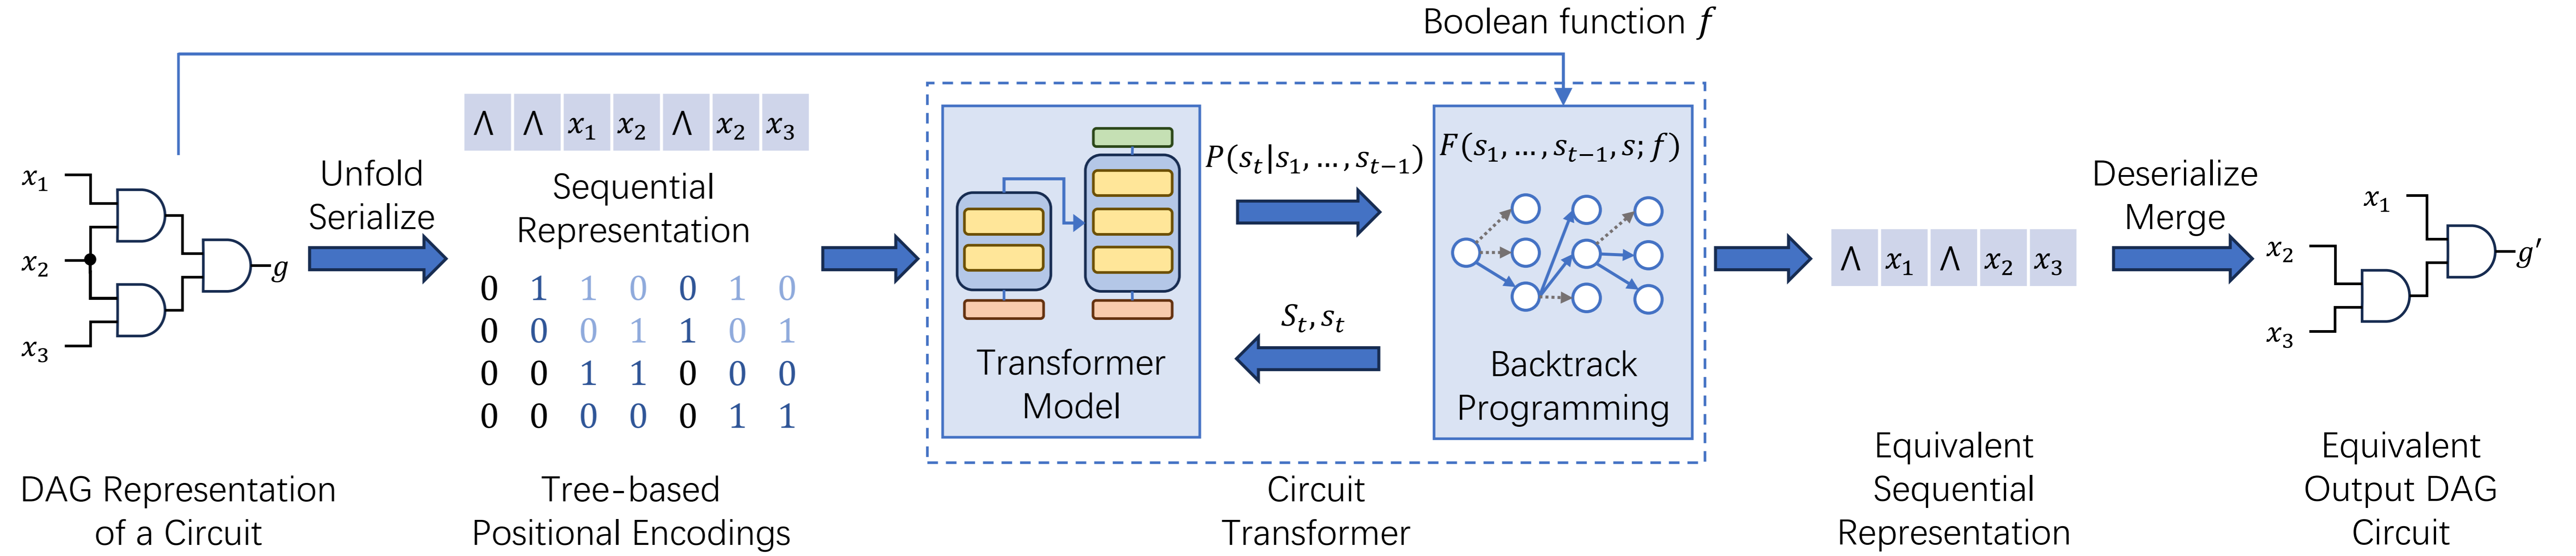 Boolean function f
x₁
x₂
x₃
g
Unfold
Serialize
∧ ∧ x₁ x₂ ∧ x₂ x₃
Sequential
Representation
0 1 1 0 0 1 0
0 0 0 1 1 0 1
0 0 1 1 0 0 0
0 0 0 0 0 1 1
P(sₜ|s₁, …, sₜ₋₁)
F(s₁, …, sₜ₋₁, s; f)
Sₜ, sₜ
Transformer
Model
Backtrack
Programming
∧ x₁ ∧ x₂ x₃
Deserialize
Merge
x₁
x₂
x₃
g′
DAG Representation
of a Circuit
Tree-based
Positional Encodings
Circuit
Transformer
Equivalent
Sequential
Representation
Equivalent
Output DAG
Circuit